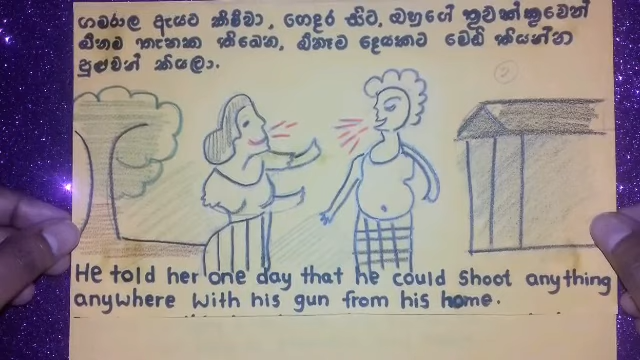 ගමරාල ඇයට කිව්වා, ගෙදර සිට, ඔහුගේ තුවක්කුවෙන්
ඕනම තැනක තිබෙන, ඕනෑම දෙයකට වෙඩි තියන්න
පුළුවන් කියලා.
2
He told her one day that he could shoot anything
anywhere with his gun from his home.